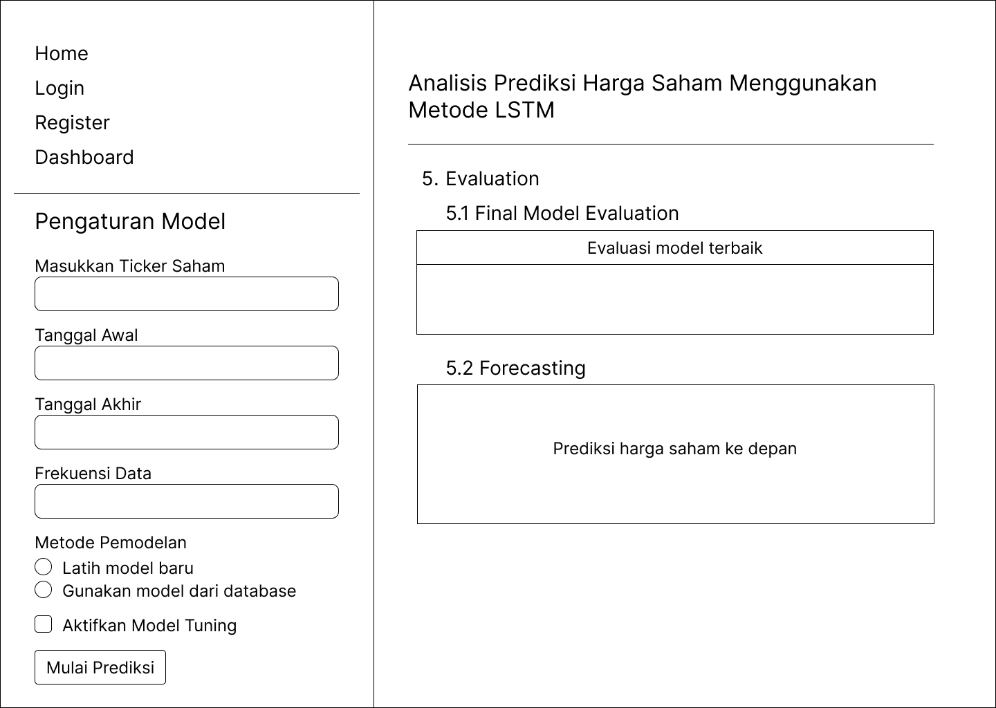 Home
Login
Register
Dashboard
Pengaturan Model
Masukkan Ticker Saham
Tanggal Awal
Tanggal Akhir
Frekuensi Data
Metode Pemodelan
Latih model baru
Gunakan model dari database
Aktifkan Model Tuning
Mulai Prediksi
Analisis Prediksi Harga Saham Menggunakan
Metode LSTM
5. Evaluation
5.1 Final Model Evaluation
Evaluasi model terbaik
5.2 Forecasting
Prediksi harga saham ke depan